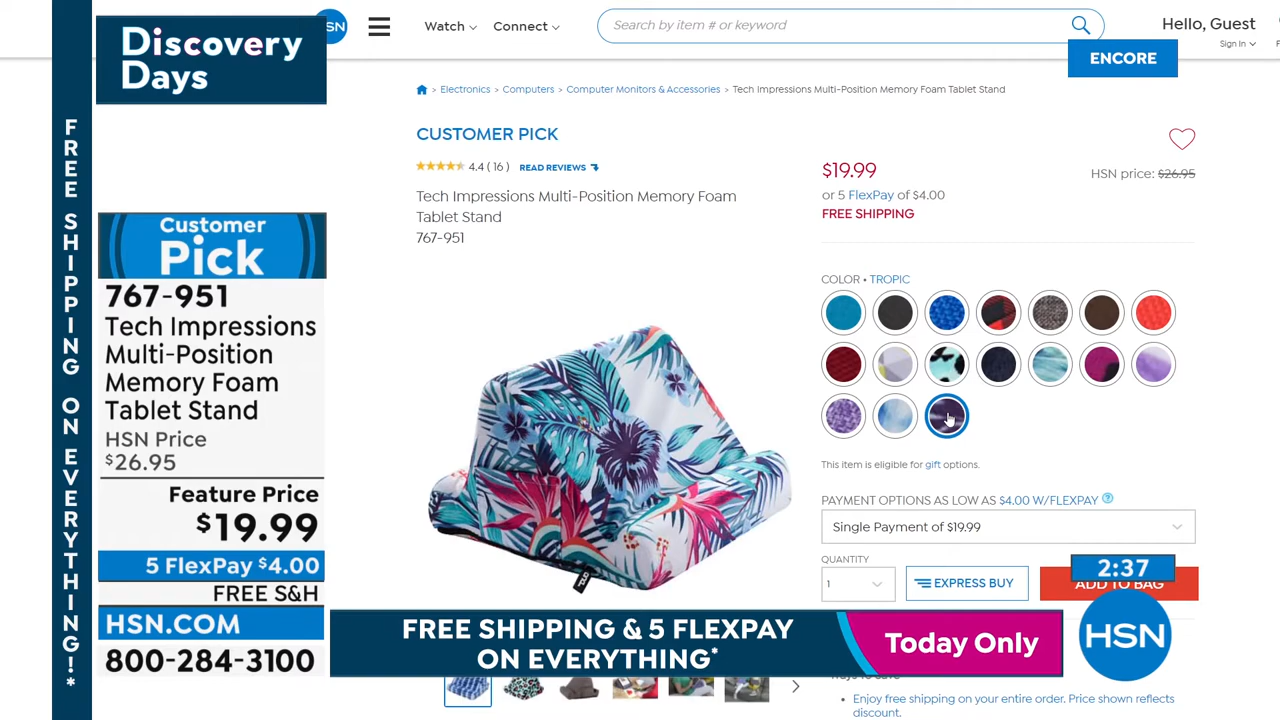 Discovery
Days
FREE SHIPPING ON EVERYTHING!*
Customer
Pick
767-951
Tech Impressions
Multi-Position
Memory Foam
Tablet Stand
HSN Price
$26.95
Feature Price
$19.99
5 FlexPay $4.00
FREE S&H
HSN.COM
800-284-3100
Watch
Connect
Search by item # or keyword
Hello, Guest
Sign In
ENCORE
Electronics > Computers > Computer Monitors & Accessories > Tech Impressions Multi-Position Memory Foam Tablet Stand
CUSTOMER PICK
4.4 ( 16 ) READ REVIEWS
Tech Impressions Multi-Position Memory Foam
Tablet Stand
767-951
$19.99
HSN price: $26.95
or 5 FlexPay of $4.00
FREE SHIPPING
COLOR • TROPIC
This item is eligible for gift options.
PAYMENT OPTIONS AS LOW AS $4.00 W/FLEXPAY
Single Payment of $19.99
QUANTITY
1
EXPRESS BUY
2:37
ADD TO BAG
FREE SHIPPING & 5 FLEXPAY
ON EVERYTHING*
Today Only
HSN
• Enjoy free shipping on your entire order. Price shown reflects
discount.